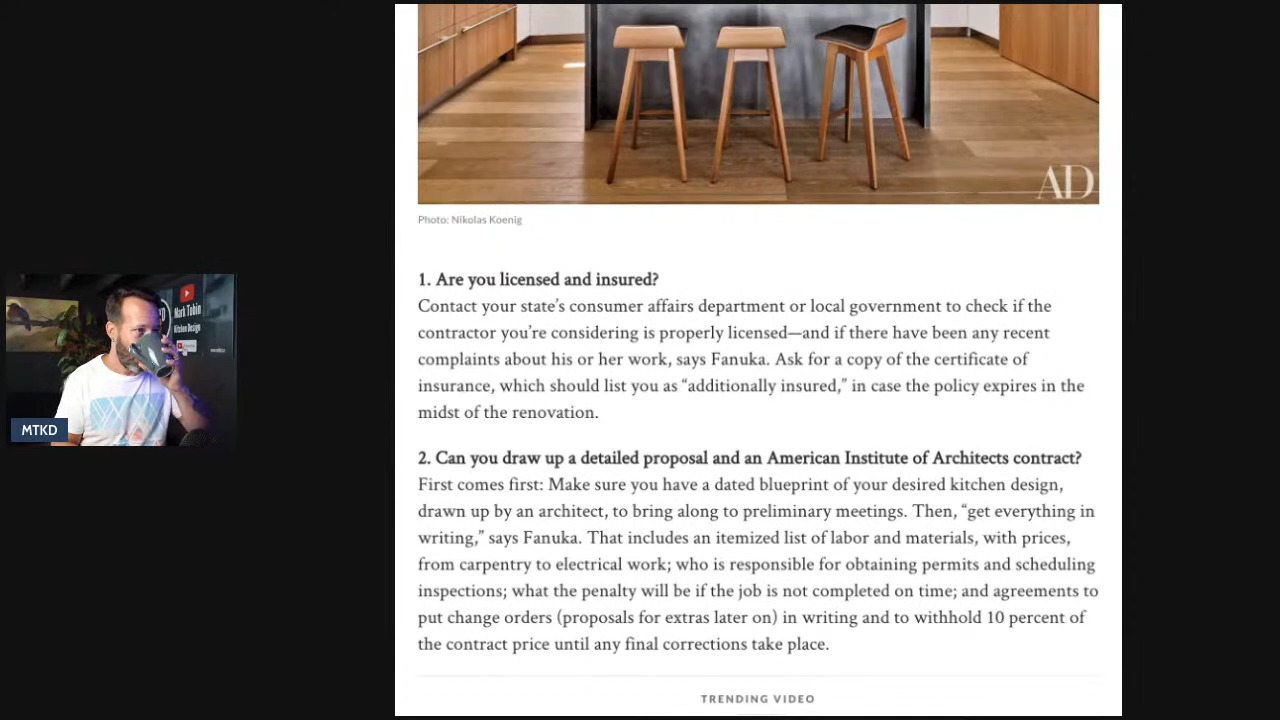 AD
Photo: Nikolas Koenig
1. Are you licensed and insured?
Contact your state’s consumer affairs department or local government to check if the
contractor you’re considering is properly licensed—and if there have been any recent
complaints about his or her work, says Fanuka. Ask for a copy of the certificate of
insurance, which should list you as “additionally insured,” in case the policy expires in the
midst of the renovation.
2. Can you draw up a detailed proposal and an American Institute of Architects contract?
First comes first: Make sure you have a dated blueprint of your desired kitchen design,
drawn up by an architect, to bring along to preliminary meetings. Then, “get everything in
writing,” says Fanuka. That includes an itemized list of labor and materials, with prices,
from carpentry to electrical work; who is responsible for obtaining permits and scheduling
inspections; what the penalty will be if the job is not completed on time; and agreements to
put change orders (proposals for extras later on) in writing and to withhold 10 percent of
the contract price until any final corrections take place.
TRENDING VIDEO
Mark Tobin
Kitchen Design
MTKD